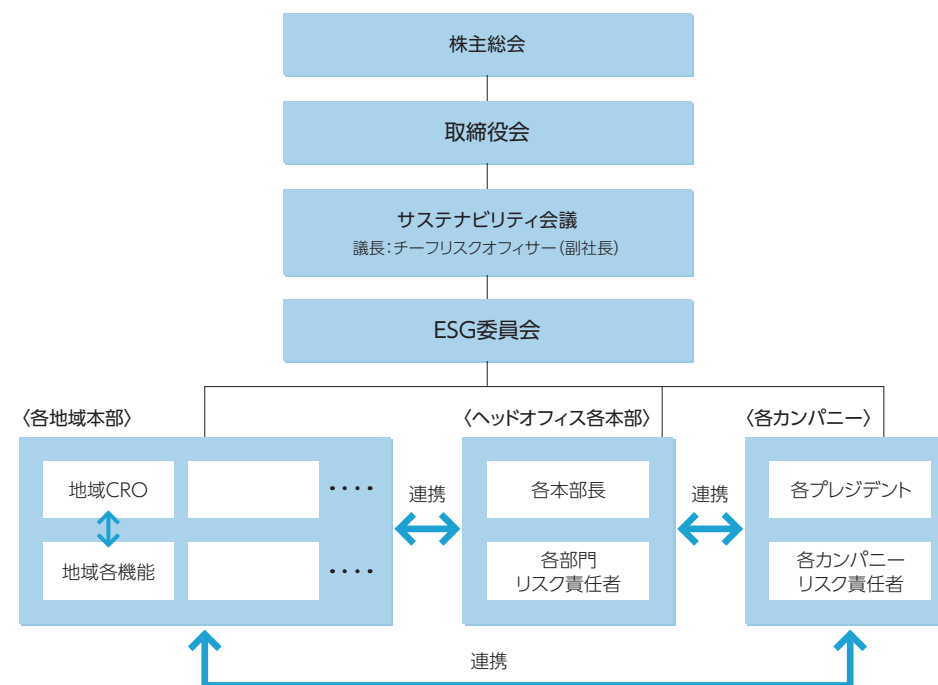 株主総会
取締役会
サステナビリティ会議
議長：チーフリスクオフィサー（副社長）
ESG委員会
〈各地域本部〉
〈ヘッドオフィス各本部〉
〈各カンパニー〉
地域CRO
････
連携
各本部長
連携
各プレジデント
地域各機能
････
各部門
リスク責任者
各カンパニー
リスク責任者
連携